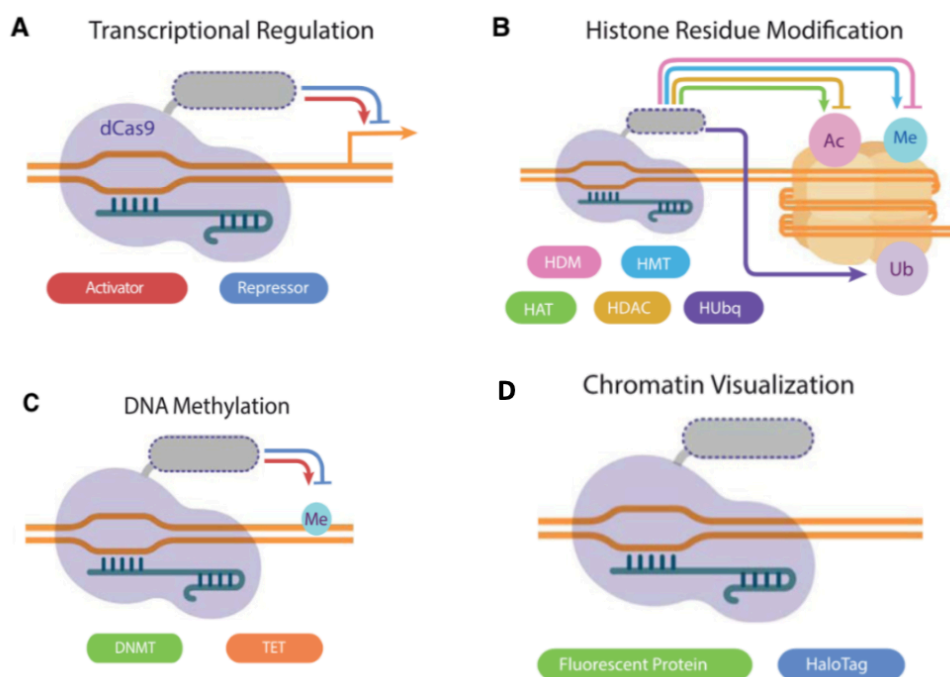 A Transcriptional Regulation
dCas9
Activator Repressor
B Histone Residue Modification
Ac Me
Ub
HDM HMT
HAT HDAC HUbq
C DNA Methylation
Me
DNMT TET
D Chromatin Visualization
Fluorescent Protein HaloTag